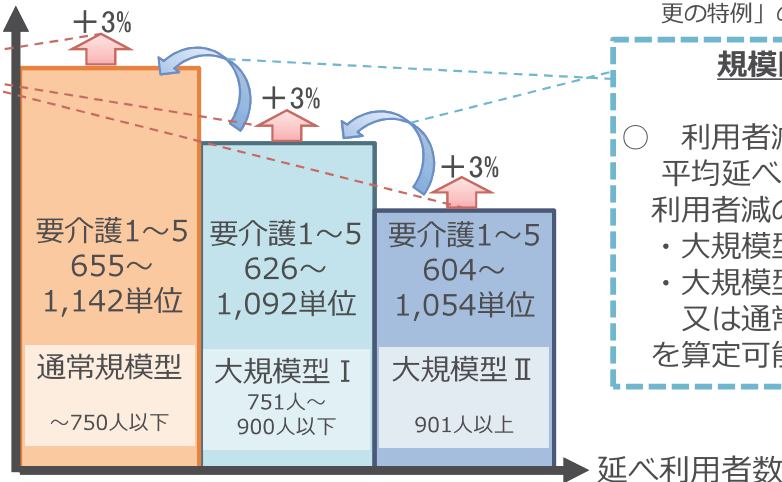 更の特例」の
+3%
+3%
+3%
規模
○ 利用者減
平均延べ
利用者減の
・大規模型
・大規模型
又は通常
を算定可能
要介護1～5
655～
1,142単位
通常規模型
～750人以下
要介護1～5
626～
1,092単位
大規模型Ⅰ
751人～
900人以下
要介護1～5
604～
1,054単位
大規模型Ⅱ
901人以上
延べ利用者数